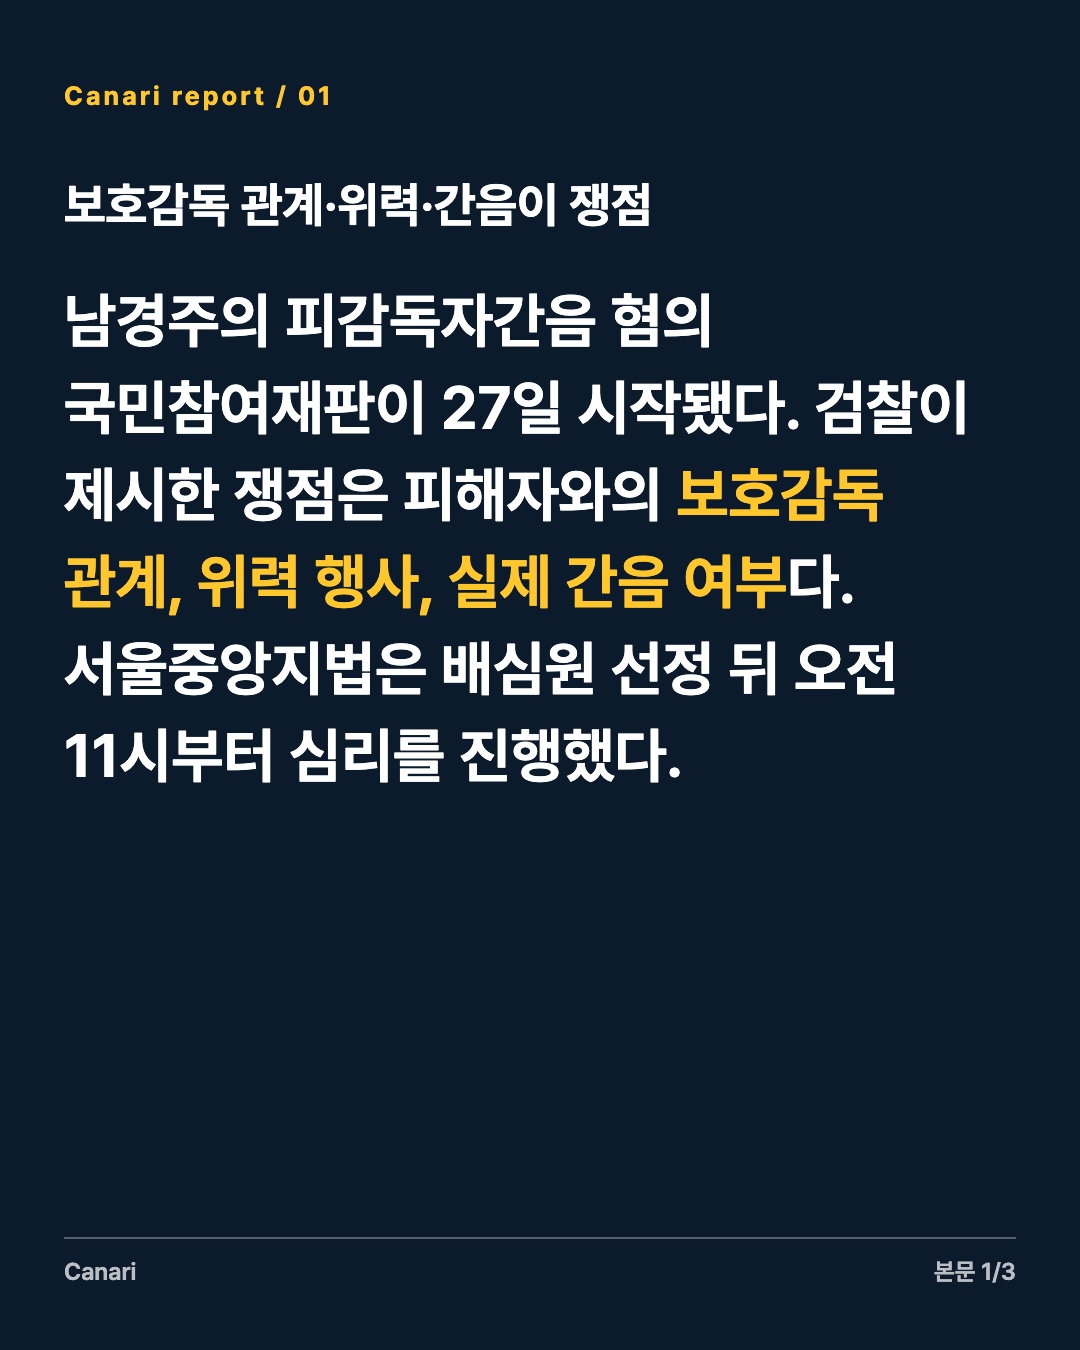 Canari report / 01
보호감독 관계·위력·간음이 쟁점
남경주의 피감독자간음 혐의
국민참여재판이 27일 시작됐다. 검찰이
제시한 쟁점은 피해자와의 보호감독
관계, 위력 행사, 실제 간음 여부다.
서울중앙지법은 배심원 선정 뒤 오전
11시부터 심리를 진행했다.
Canari
본문 1/3